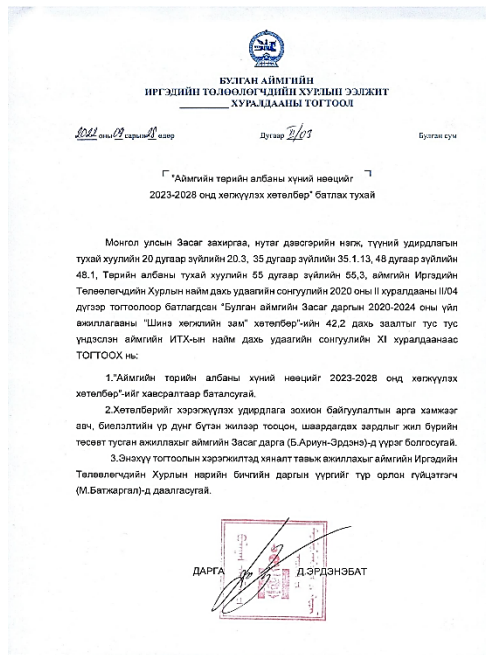 БУЛГАН АЙМГИЙН
ИРГЭДИЙН ТӨЛӨӨЛӨГЧДИЙН ХУРЛЫН ЭЭЛЖИТ
__________ ХУРАЛДААНЫ ТОГТООЛ
2022 оны 09 сарын 28 өдөр Дугаар XI/03 Булган сум
"Аймгийн төрийн албаны хүний нөөцийг
2023-2028 онд хөгжүүлэх хөтөлбөр" батлах тухай
Монгол улсын Засаг захиргаа, нутаг дэвсгэрийн нэгж, түүний удирдлагын
тухай хуулийн 20 дугаар зүйлийн 20.3, 35 дугаар зүйлийн 35.1.13, 48 дугаар зүйлийн
48.1, Төрийн албаны тухай хуулийн 55 дугаар зүйлийн 55,3, аймгийн Иргэдийн
Төлөөлөгчдийн Хурлын найм дахь удаагийн сонгуулийн 2020 оны II хуралдааны II/04
дүгээр тогтоолоор батлагдсан "Булган аймгийн Засаг даргын 2020-2024 оны үйл
ажиллагааны "Шинэ хөгжлийн зам" хөтөлбөр"-ийн 42,2 дахь заалтыг тус тус
үндэслэн аймгийн ИТХ-ын найм дахь удаагийн сонгуулийн XI хуралдаанаас
ТОГТООХ нь:
1."Аймгийн төрийн албаны хүний нөөцийг 2023-2028 онд хөгжүүлэх
хөтөлбөр"-ийг хавсралтаар баталсугай.
2.Хөтөлбөрийг хэрэгжүүлэх удирдлага зохион байгуулалтын арга хэмжээг
авч, биелэлтийн үр дүнг бүтэн жилээр тооцон, шаардагдах зардлыг жил бүрийн
төсөвт тусган ажиллахыг аймгийн Засаг дарга (Б.Ариун-Эрдэнэ)-д үүрэг болгосугай.
3.Энэхүү тогтоолын хэрэгжилтэд хяналт тавьж ажиллахыг аймгийн Иргэдийн
Төлөөлөгчдийн Хурлын нарийн бичгийн даргын үүргийг түр орлон гүйцэтгэгч
(М.Батжаргал)-д даалгасугай.
ДАРГА Д.ЭРДЭНЭБАТ